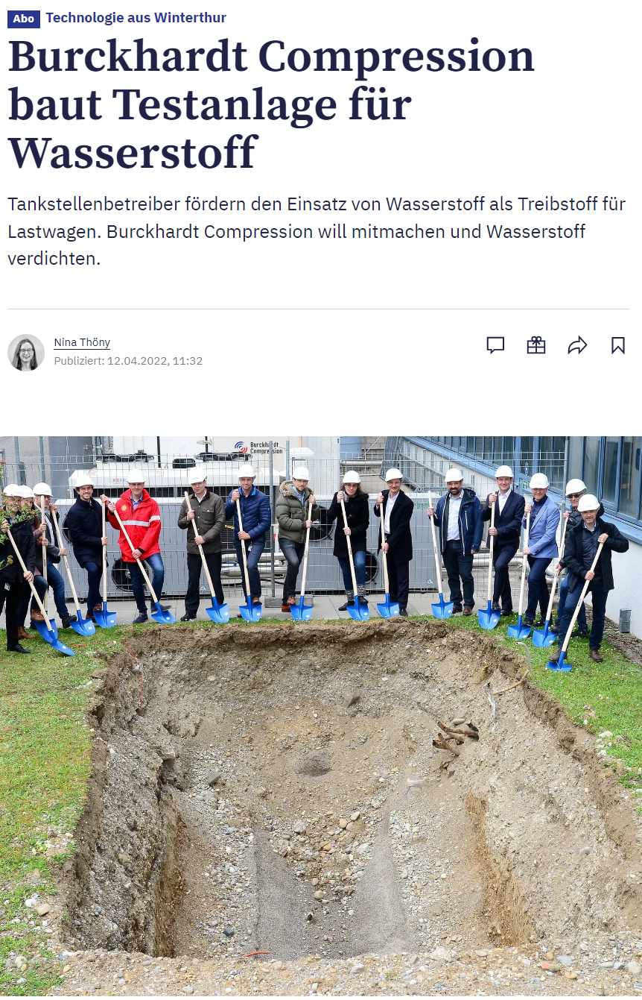 Abo Technologie aus Winterthur
Burckhardt Compression
baut Testanlage für
Wasserstoff
Tankstellenbetreiber fördern den Einsatz von Wasserstoff als Treibstoff für
Lastwagen. Burckhardt Compression will mitmachen und Wasserstoff
verdichten.
Nina Thöny
Publiziert: 12.04.2022, 11:32
Burckhardt
Compression